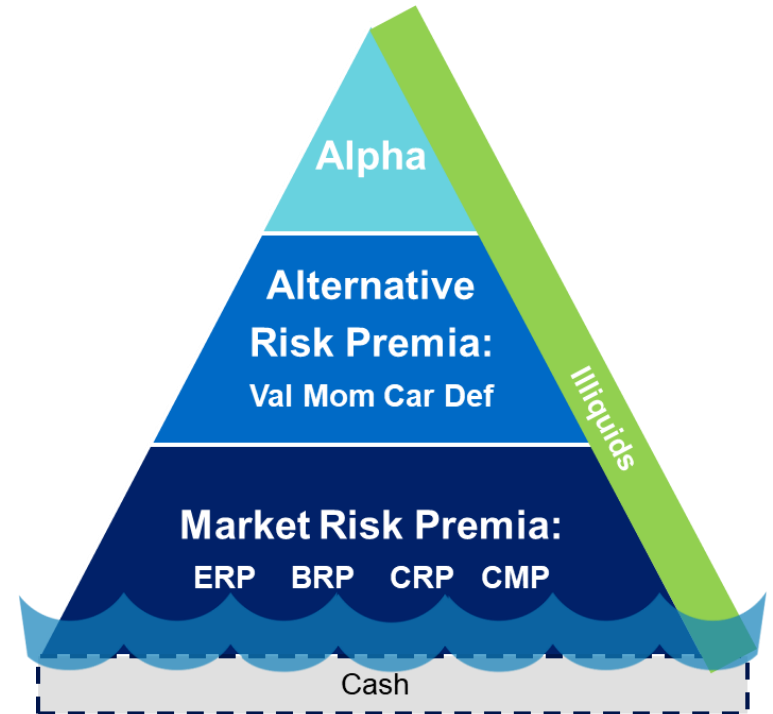 Alpha
Alternative
Risk Premia:
Val Mom Car Def
Illiquids
Market Risk Premia:
ERP BRP CRP CMP
Cash